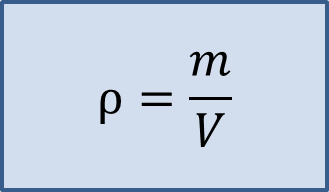 ρ = m/V